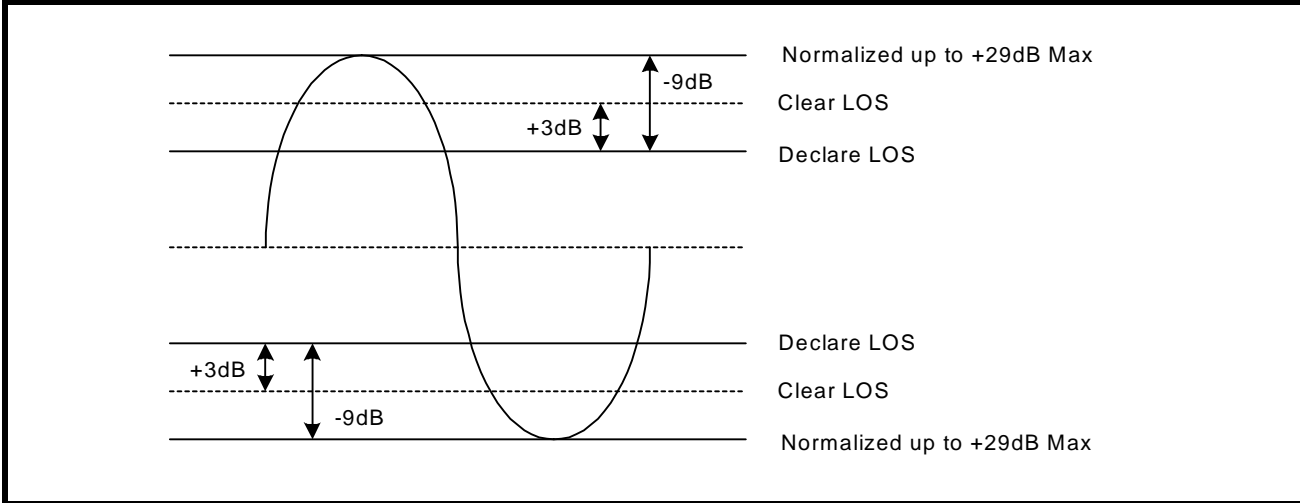 Normalized up to +29dB Max
-9dB
Clear LOS
+3dB
Declare LOS
Declare LOS
+3dB
Clear LOS
-9dB
Normalized up to +29dB Max